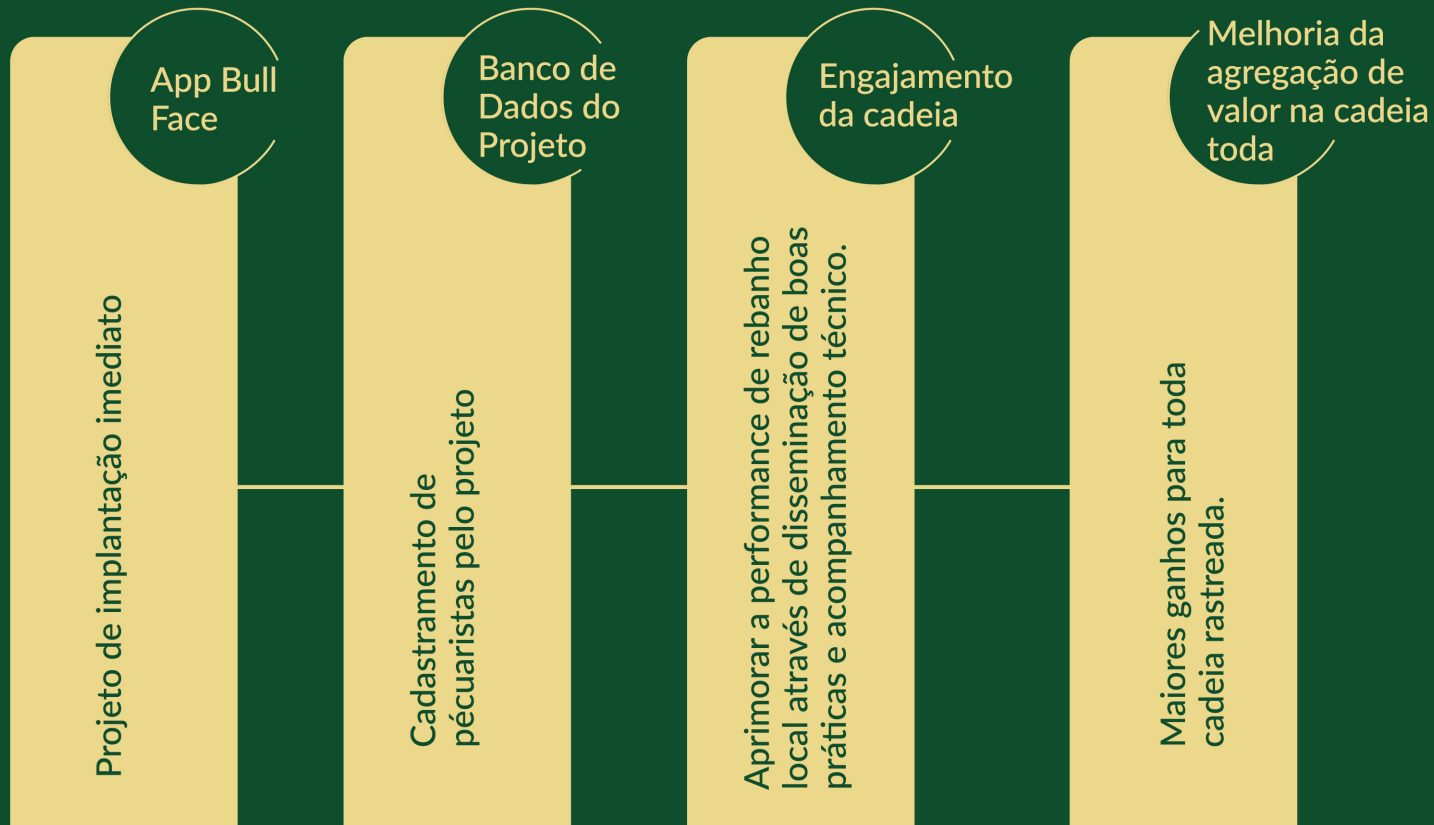 App Bull
Face
Projeto de implantação imediato
Banco de
Dados do
Projeto
Cadastramento de
pécuaristas pelo projeto
Engajamento
da cadeia
Aprimorar a performance de rebanho
local através de disseminação de boas
práticas e acompanhamento técnico.
Melhoria da
agregação de
valor na cadeia
toda
Maiores ganhos para toda
cadeia rastreada.